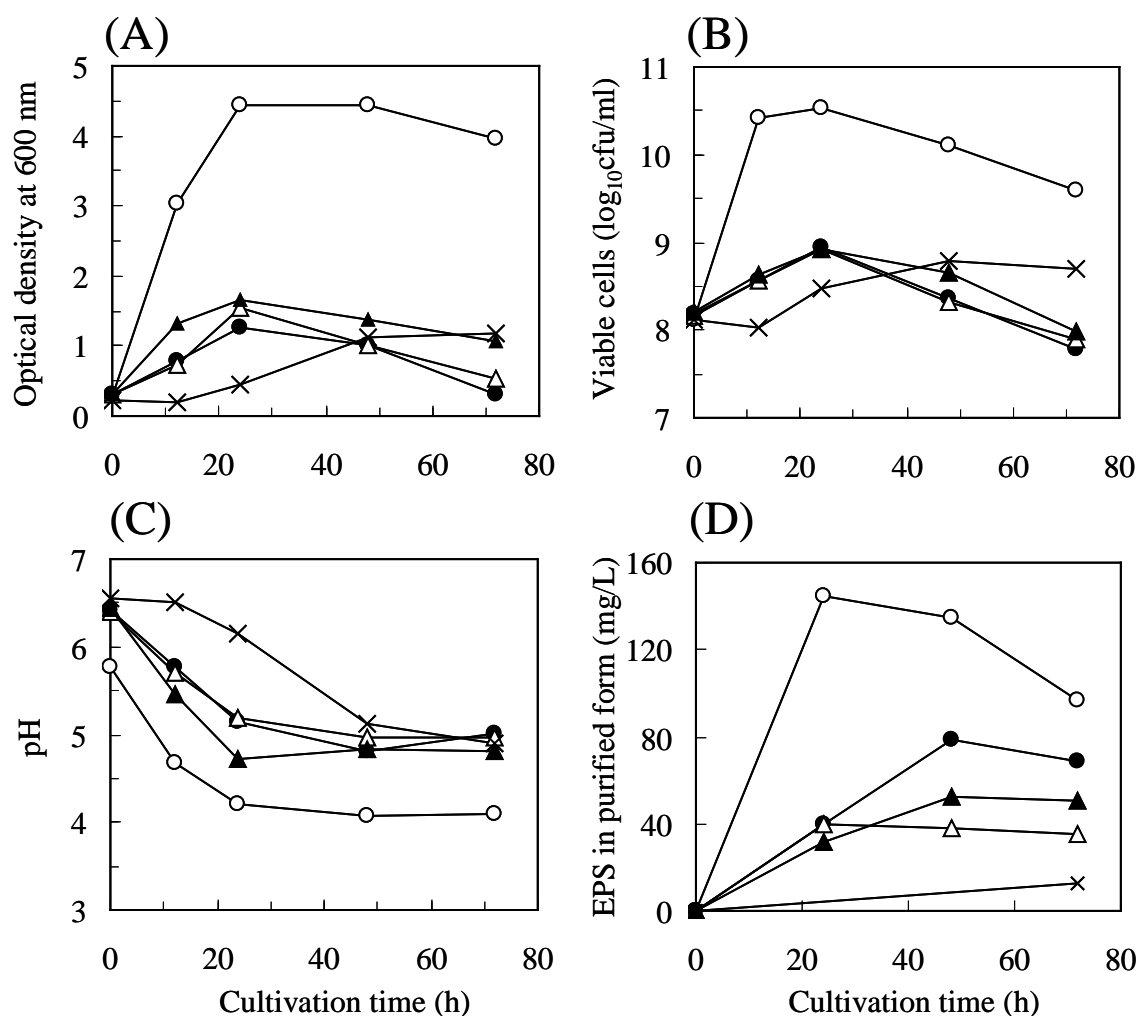 (A)
Optical density at 600 nm
5
4
3
2
1
0
0 20 40 60 80
(B)
Viable cells (log₁₀cfu/ml)
11
10
9
8
7
0 20 40 60 80
(C)
pH
7
6
5
4
3
0 20 40 60 80
Cultivation time (h)
(D)
EPS in purified form (mg/L)
160
120
80
40
0
0 20 40 60 80
Cultivation time (h)